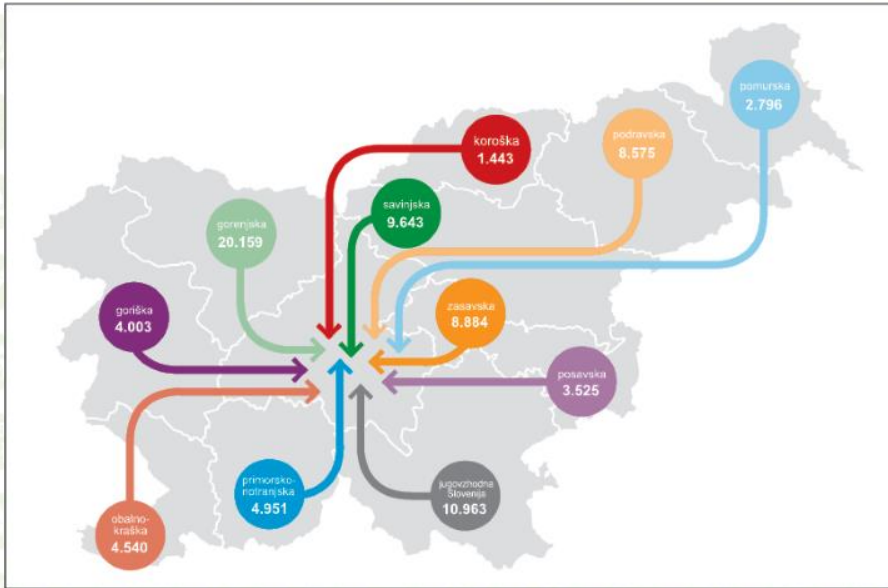 pomurska
2.796
podravska
8.575
koroška
1.443
savinjska
9.643
gorenjska
20.159
goriška
4.003
zasavska
8.884
posavska
3.525
primorsko-
notranjska
4.951
jugovzhodna
Slovenija
10.963
obalno-
kraška
4.540